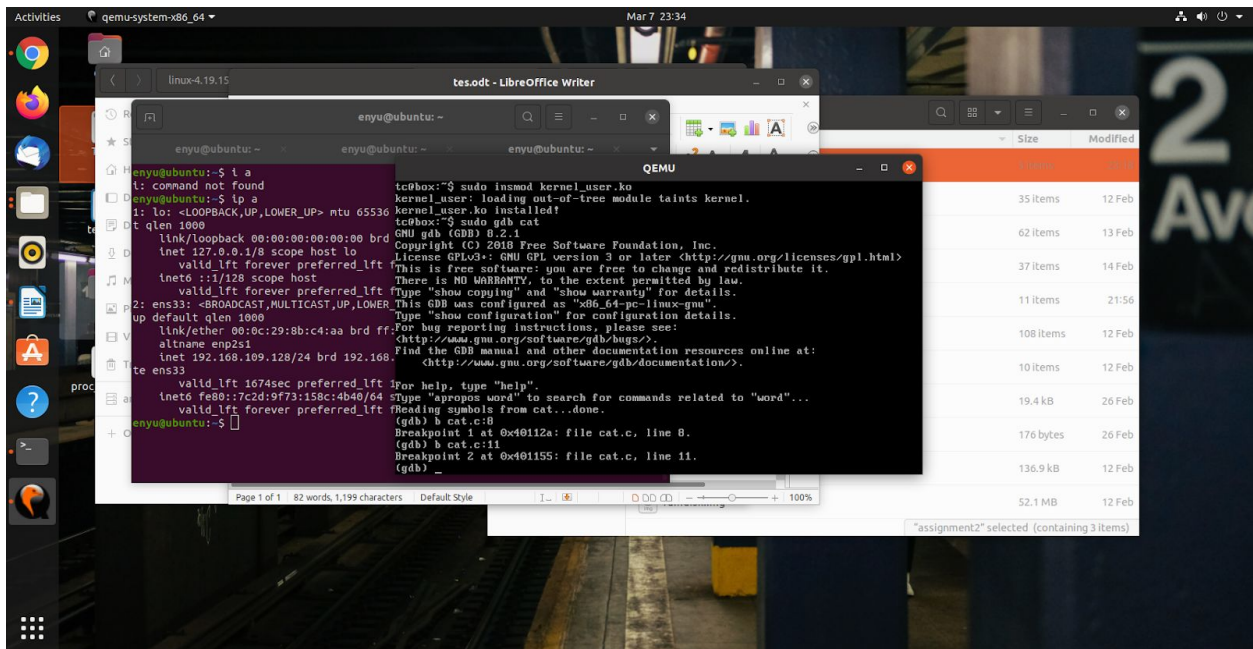 Activities
qemu-system-x86_64
Mar 7 23:34
linux-4.19.15
tes.odt - LibreOffice Writer
enyu@ubuntu: ~
enyu@ubuntu: ~
enyu@ubuntu: ~
enyu@ubuntu: ~
enyu@ubuntu:~$ i a
i: command not found
enyu@ubuntu:~$ ip a
1: lo: <LOOPBACK,UP,LOWER_UP> mtu 65536
t qlen 1000
link/loopback 00:00:00:00:00:00 brd
inet 127.0.0.1/8 scope host lo
valid_lft forever preferred_lft f
inet6 ::1/128 scope host
valid_lft forever preferred_lft f
2: ens33: <BROADCAST,MULTICAST,UP,LOWER_
up default qlen 1000
link/ether 00:0c:29:8b:c4:aa brd ff:
altname enp2s1
inet 192.168.109.128/24 brd 192.168.
te ens33
valid_lft 1674sec preferred_lft 1
inet6 fe80::7c2d:9f73:158c:4b40/64 s
valid_lft forever preferred_lft f
enyu@ubuntu:~$
QEMU
tc@box:~$ sudo insmod kernel_user.ko
kernel_user: loading out-of-tree module taints kernel.
kernel_user.ko installed!
tc@box:~$ sudo gdb cat
GNU gdb (GDB) 8.2.1
Copyright (C) 2018 Free Software Foundation, Inc.
License GPLv3+: GNU GPL version 3 or later <http://gnu.org/licenses/gpl.html>
This is free software: you are free to change and redistribute it.
There is NO WARRANTY, to the extent permitted by law.
Type "show copying" and "show warranty" for details.
This GDB was configured as "x86_64-pc-linux-gnu".
Type "show configuration" for configuration details.
For bug reporting instructions, please see:
<http://www.gnu.org/software/gdb/bugs/>.
Find the GDB manual and other documentation resources online at:
<http://www.gnu.org/software/gdb/documentation/>.
For help, type "help".
Type "apropos word" to search for commands related to "word"...
Reading symbols from cat...done.
(gdb) b cat.c:8
Breakpoint 1 at 0x40112a: file cat.c, line 8.
(gdb) b cat.c:11
Breakpoint 2 at 0x401155: file cat.c, line 11.
(gdb) _
Size Modified
35 items 12 Feb
62 items 13 Feb
37 items 14 Feb
11 items 21:56
108 items 12 Feb
10 items 12 Feb
19.4 kB 26 Feb
176 bytes 26 Feb
136.9 kB 12 Feb
52.1 MB 12 Feb
"assignment2" selected (containing 3 items)
Page 1 of 1 82 words, 1,199 characters Default Style 100%
proc
2
Av